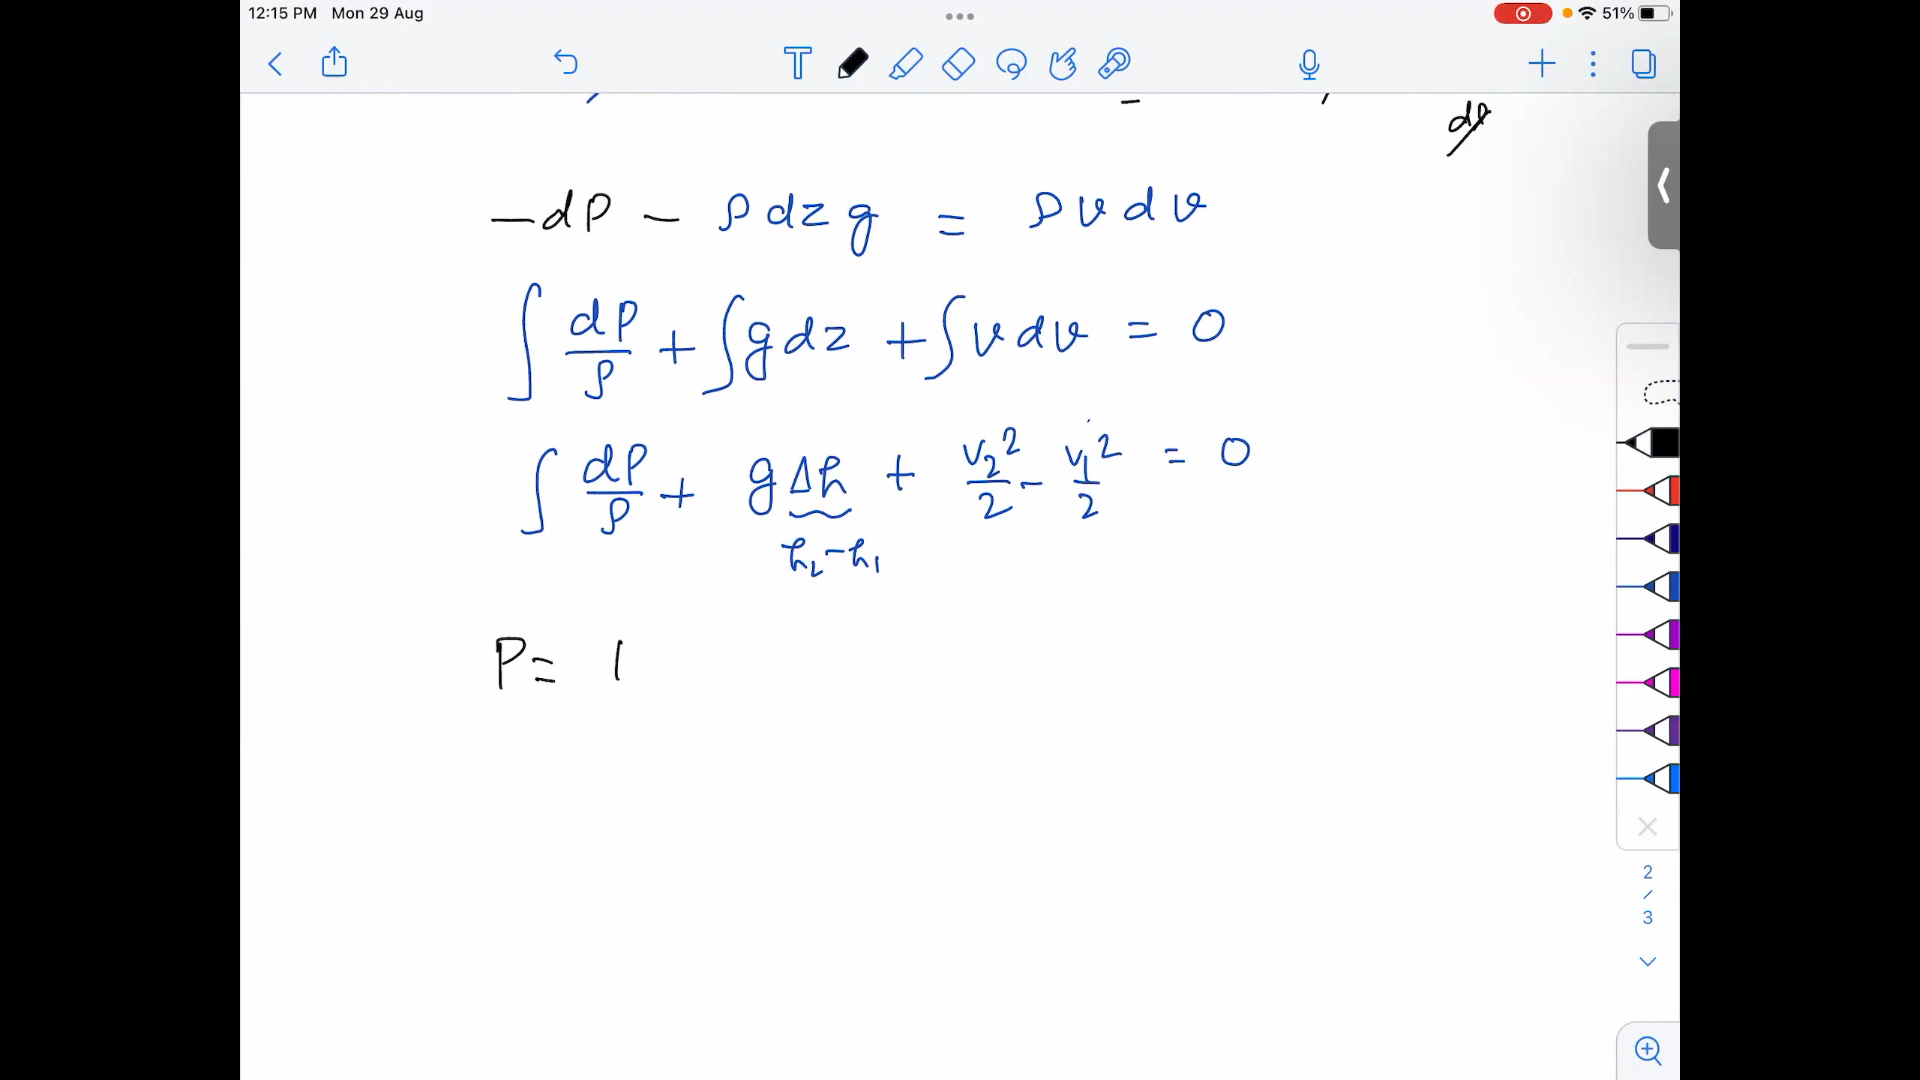 12:15 PM Mon 29 Aug
51%
T
dP
-dP - ρ dz g = ρ v dv
∫ dP/ρ + ∫ g dz + ∫ v dv = 0
∫ dP/ρ + g Δh + v₂²/2 - v₁²/2 = 0
h₂-h₁
P =
2
/
3